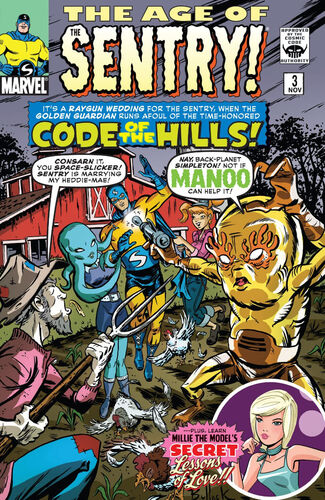 THE AGE OF
THE
SENTRY!
MARVEL
S
APPROVED BY THE
COSMIC CODE
AUTHORITY
3
NOV
IT'S A RAYGUN WEDDING FOR THE SENTRY, WHEN THE
GOLDEN GUARDIAN RUNS AFOUL OF THE TIME-HONORED
CODE OF THE HILLS!
CONSARN IT,
YOU SPACE-SLICKER!
SENTRY IS MARRYING
MY HEDDIE-MAE!
NAY, BACK-PLANET
SIMPLETON! NOT IF
MANOO
CAN HELP IT!
S
PLUS, LEARN
MILLIE THE MODEL'S
SECRET
Lessons
of Love!!